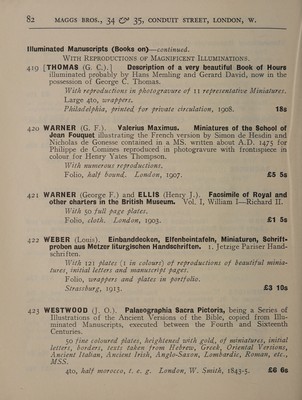 82 MAGGS BROS., 34 & 35, CONDUIT STREET, LONDON, W.
Illuminated Manuscripts (Books on)—continued.
WITH REPRODUCTIONS OF MAGNIFICENT ILLUMINATIONS.
419 [THOMAS (G. C.).] Description of a very beautiful Book of Hours
illuminated probably by Hans Memling and Gerard David, now in the
possession of George C. Thomas.
With reproductions in photogravure of 11 representative Miniatures.
Large 4to, wrappers.
Philadelphia, printed for private circulation, 1908. 18s
420 WARNER (G. F.). Valerius Maximus. Miniatures of the School of
Jean Fouquet illustrating the French version by Simon de Hesdin and
Nicholas de Gonesse contained in a MS. written about A.D. 1475 for
Philippe de Comines reproduced in photogravure with frontispiece in
colour for Henry Yates Thompson.
With numerous reproductions.
Folio, half bound. London, 1907. £5 5s
421 WARNER (George F.) and ELLIS (Henry J.). Facsimile of Royal and
other charters in the British Museum. Vol. I, William I—Richard II.
With 50 full page plates.
Folio, cloth. London, 1903. £1 5s
422 WEBER (Louis). Einbanddecken, Elfenbeintafeln, Miniaturen, Schrift-
proben aus Metzer liturgischen Handschriften. 1. Jetzige Pariser Hand-
schriften.
With 121 plates (1 in colours) of reproductions of beautiful minia-
tures, initial letters and manuscript pages.
Folio, wrappers and plates in portfolio.
Strassburg, 1913. £3 10s
423 WESTWOOD (J. O.). Palaeographia Sacra Pictoris, being a Series of
Illustrations of the Ancient Versions of the Bible, copied from Illu-
minated Manuscripts, executed between the Fourth and Sixteenth
Centuries.
50 fine coloured plates, heightened with gold, of miniatures, initial
letters, borders, texts taken from Hebrew, Greek, Oriental Versions,
Ancient Italian, Ancient Irish, Anglo-Saxon, Lombardic, Roman, etc.,
MSS.
4to, half morocco, t. e. g. London, W. Smith, 1843-5. £6 6s